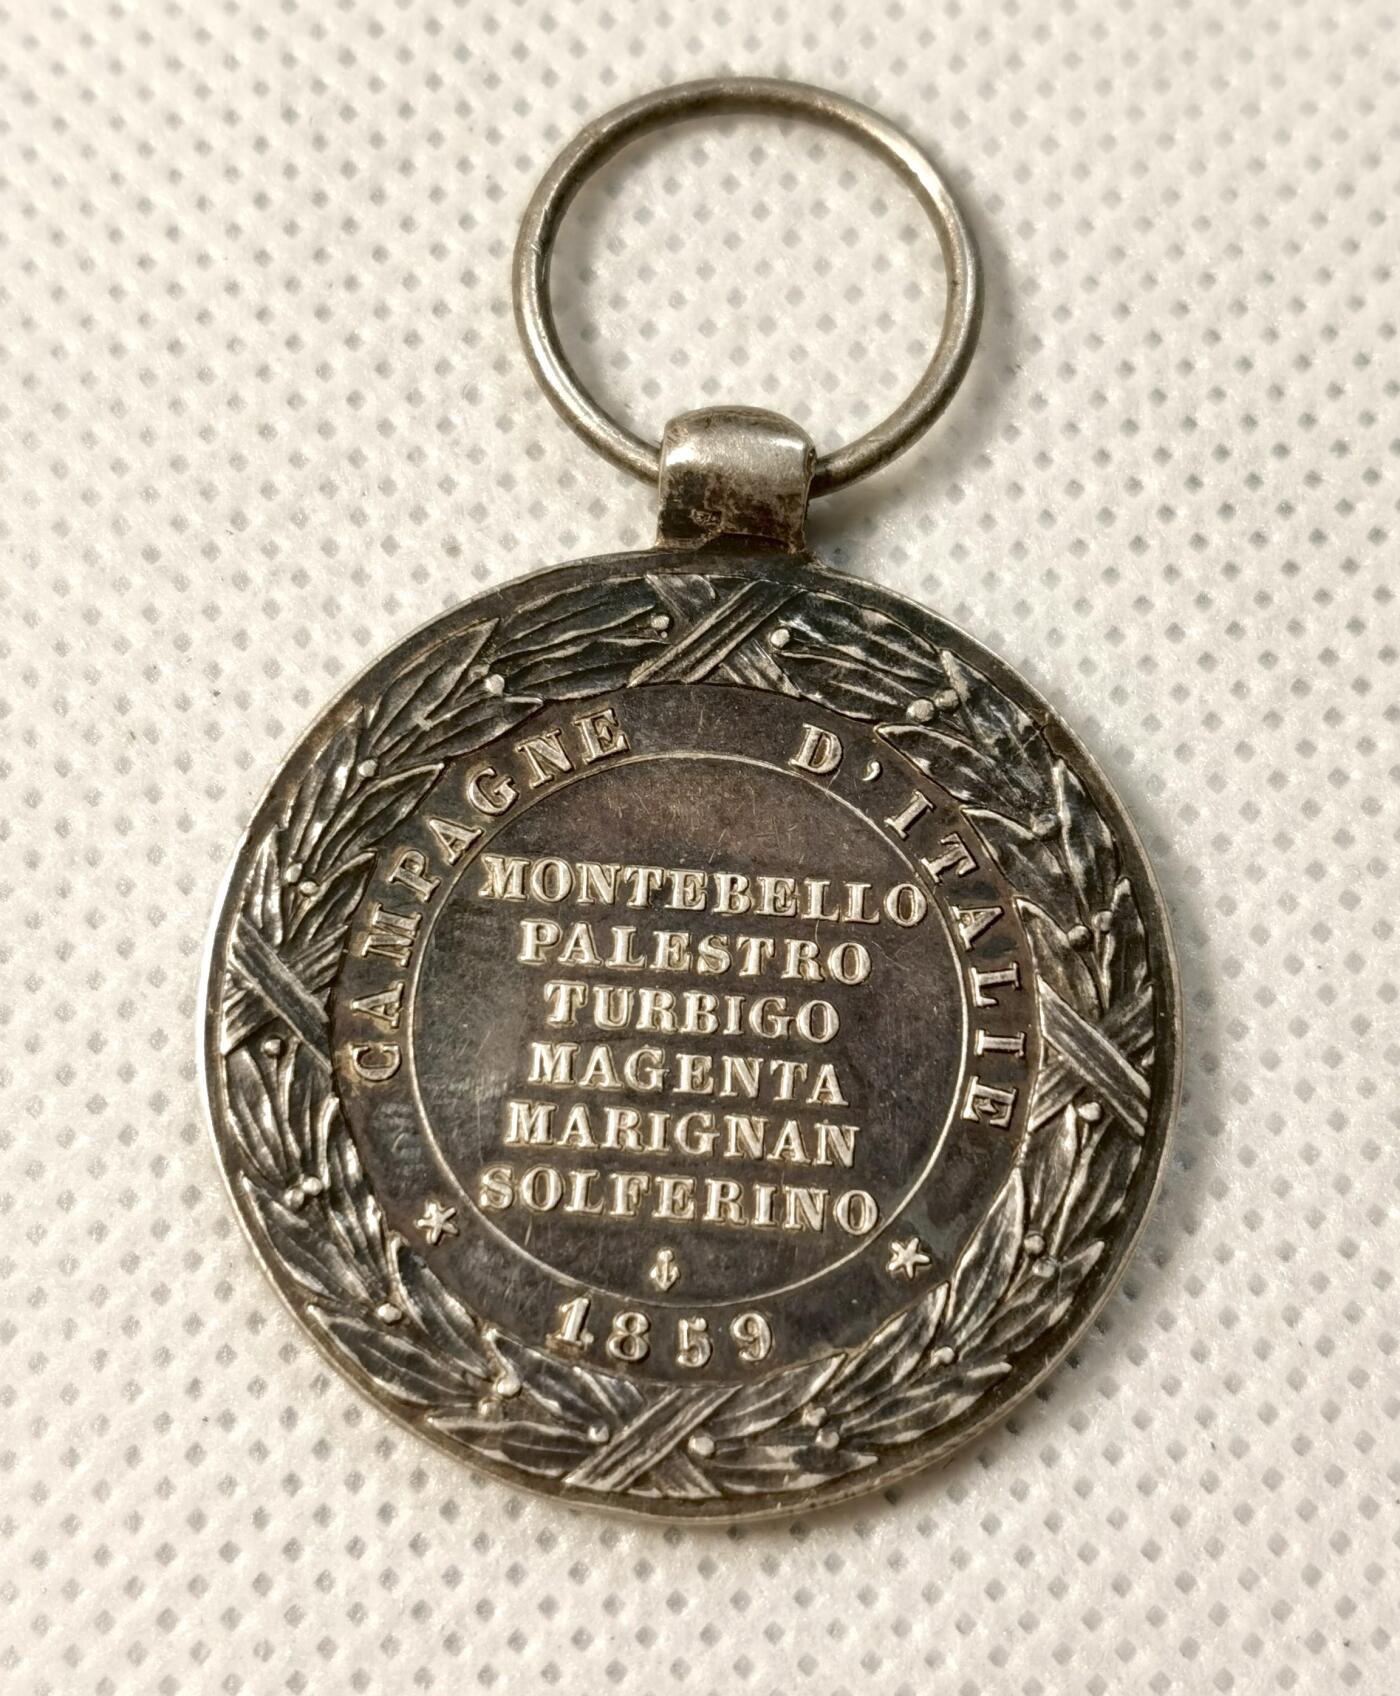 CAMPAGNE D'ITALIE
MONTEBELLO
PALESTRO
TURBIGO
MAGENTA
MARIGNAN
SOLFERINO
1859